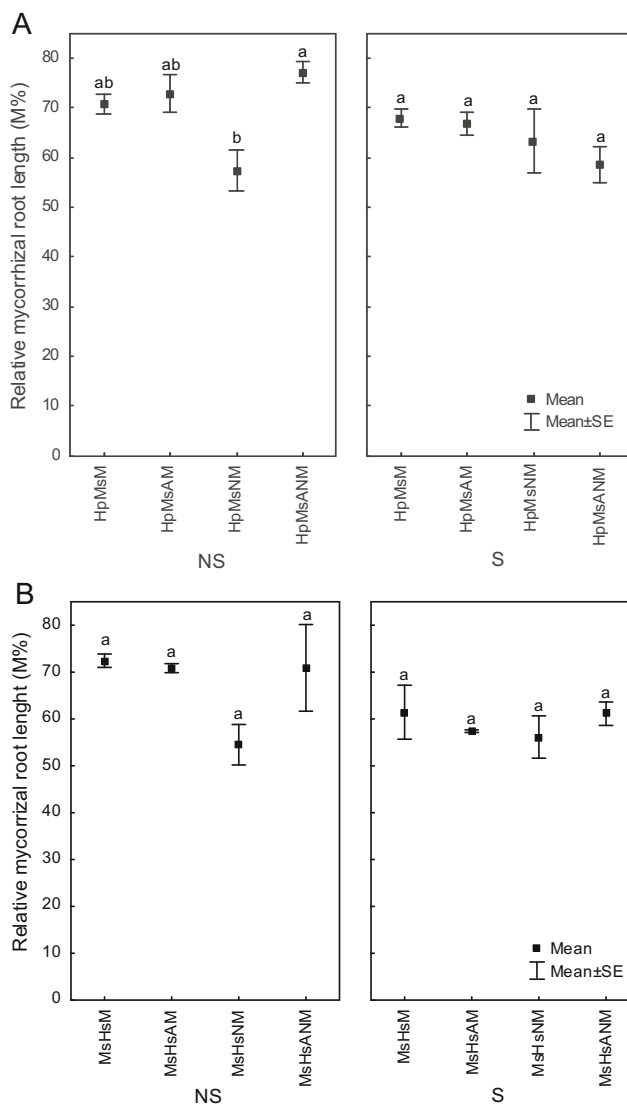 A
Relative mycorrhizal root length (M%)
80
70
60
50
40
30
20
10
0
ab
ab
b
a
a
a
a
a
Mean
Mean±SE
HpMsM
HpMsAM
HpMsNM
HpMsANM
HpMsM
HpMsAM
HpMsNM
HpMsANM
NS
S
B
Relative mycorrizal root lenght (M%)
80
70
60
50
40
30
20
10
0
a
a
a
a
a
a
a
a
Mean
Mean±SE
MsHsM
MsHsAM
MsHsNM
MsHsANM
MsHsM
MsHsAM
MsHsNM
MsHsANM
NS
S